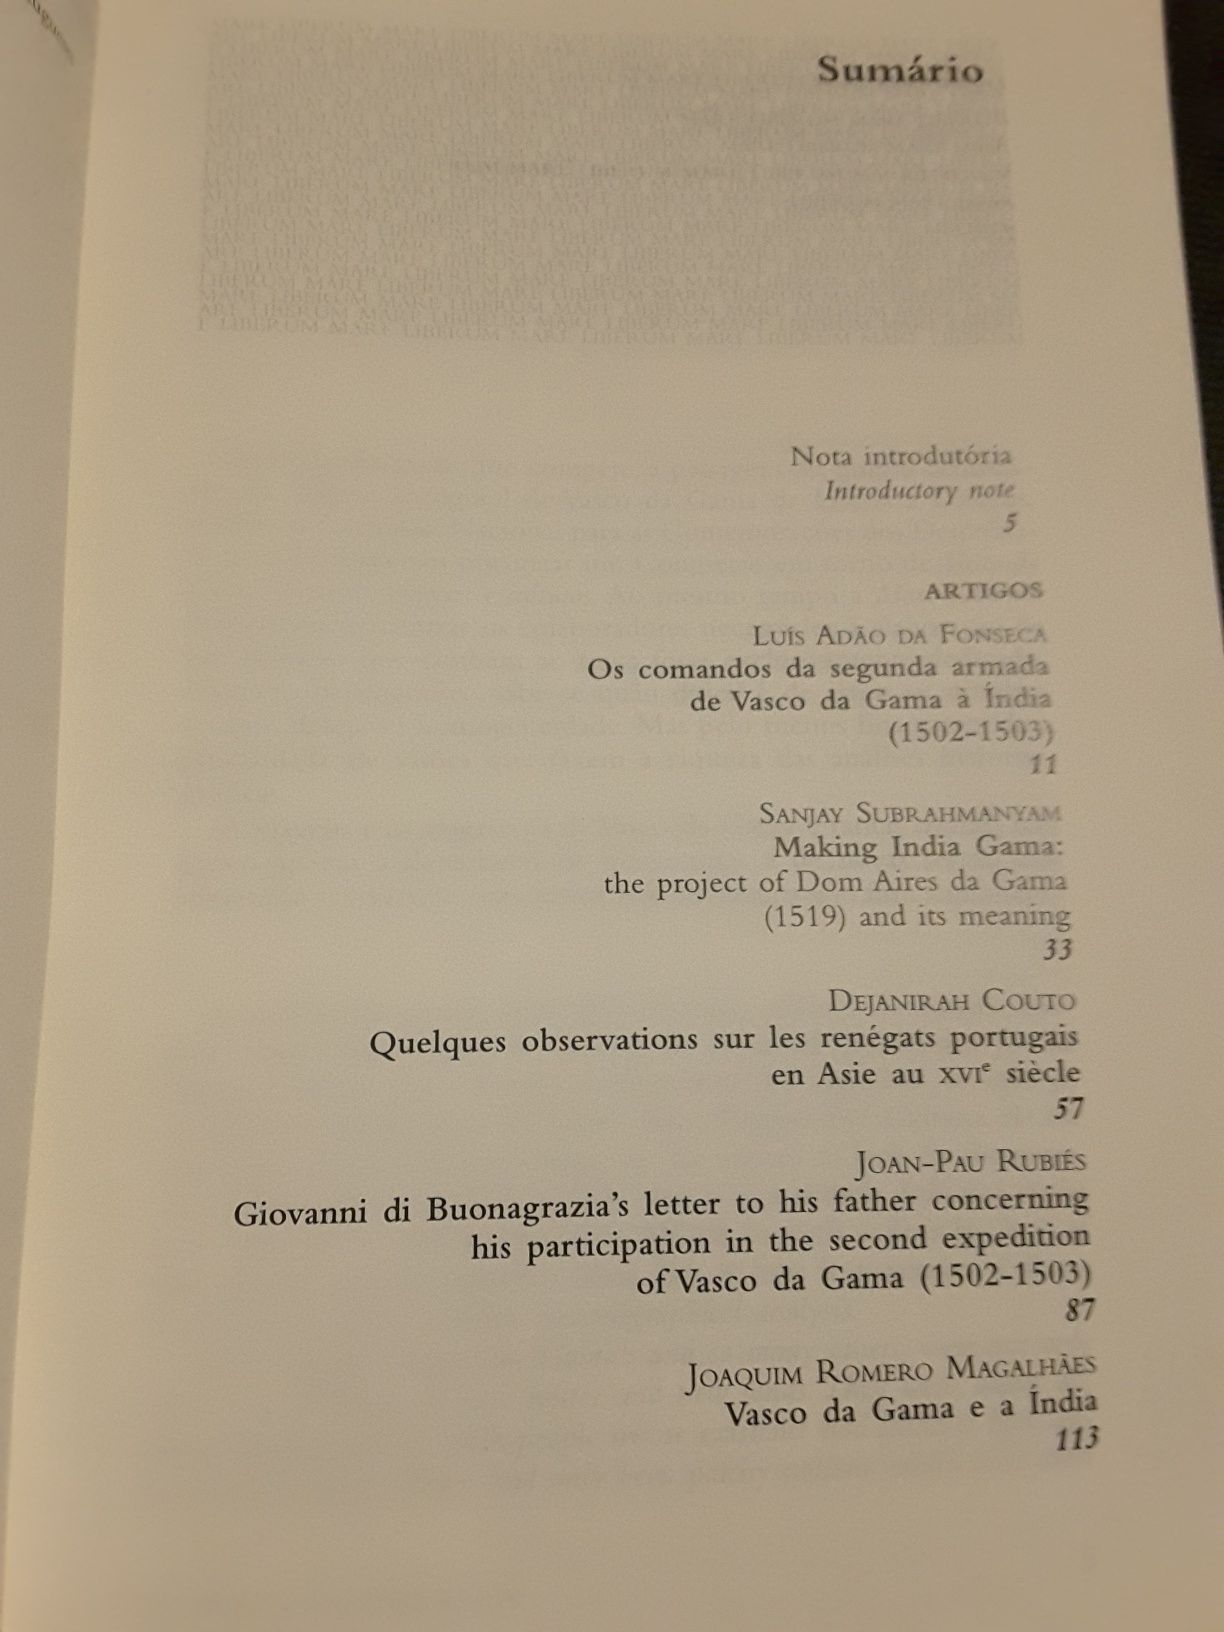 Sumário
Nota introdutória
Introductory note
5
ARTIGOS
LUÍS ADÃO DA FONSECA
Os comandos da segunda armada
de Vasco da Gama à Índia
(1502-1503)
11
SANJAY SUBRAHMANYAM
Making India Gama:
the project of Dom Aires da Gama
(1519) and its meaning
33
DEJANIRAH COUTO
Quelques observations sur les renégats portugais
en Asie au XVIe siècle
57
JOAN-PAU RUBIÉS
Giovanni di Buonagrazia's letter to his father concerning
his participation in the second expedition
of Vasco da Gama (1502-1503)
87
JOAQUIM ROMERO MAGALHÃES
Vasco da Gama e a Índia
113